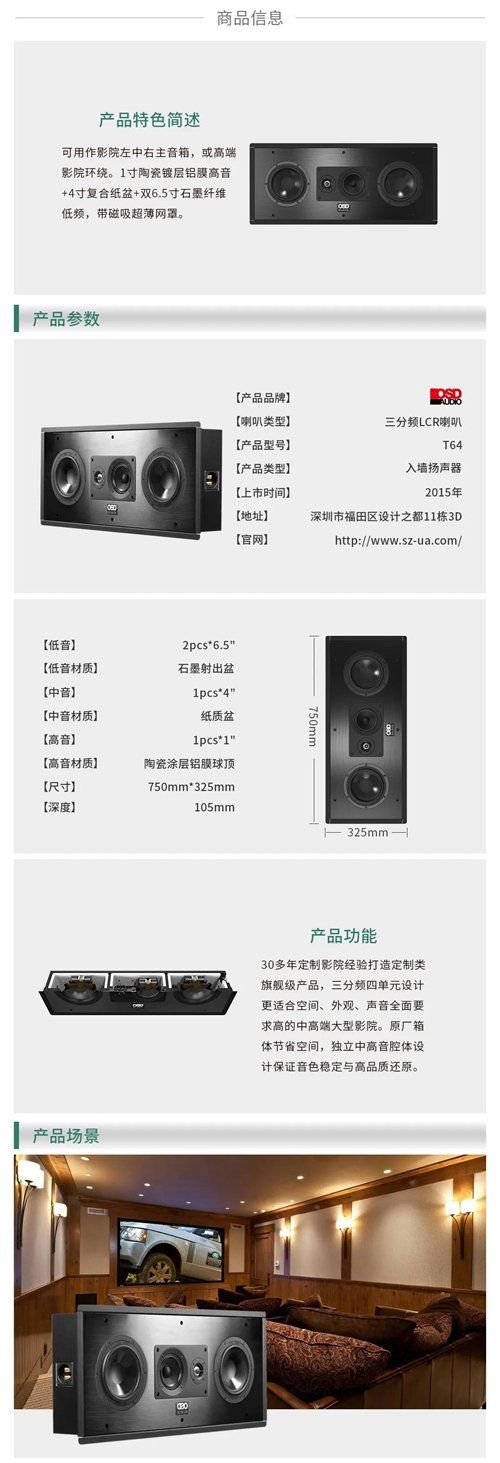 商品信息
产品特色简述
可用作影院左中右主音箱，或高端
影院环绕。1寸陶瓷镀层铝膜高音
+4寸复合纸盆+双6.5寸石墨纤维
低频，带磁吸超薄网罩。
OSD
产品参数
【产品品牌】 OSD AUDIO
【喇叭类型】 三分频LCR喇叭
【产品型号】 T64
【产品类型】 入墙扬声器
【上市时间】 2015年
【地址】 深圳市福田区设计之都11栋3D
【官网】 http://www.sz-ua.com/
OSD
【低音】 2pcs*6.5"
【低音材质】 石墨射出盆
【中音】 1pcs*4"
【中音材质】 纸质盆
【高音】 1pcs*1"
【高音材质】 陶瓷涂层铝膜球顶
【尺寸】 750mm*325mm
【深度】 105mm
750mm
OSD
325mm
产品功能
30多年定制影院经验打造定制类
旗舰级产品，三分频四单元设计
更适合空间、外观、声音全面要
求高的中高端大型影院。原厂箱
体节省空间，独立中高音腔体设
计保证音色稳定与高品质还原。
OSD
产品场景
OSD